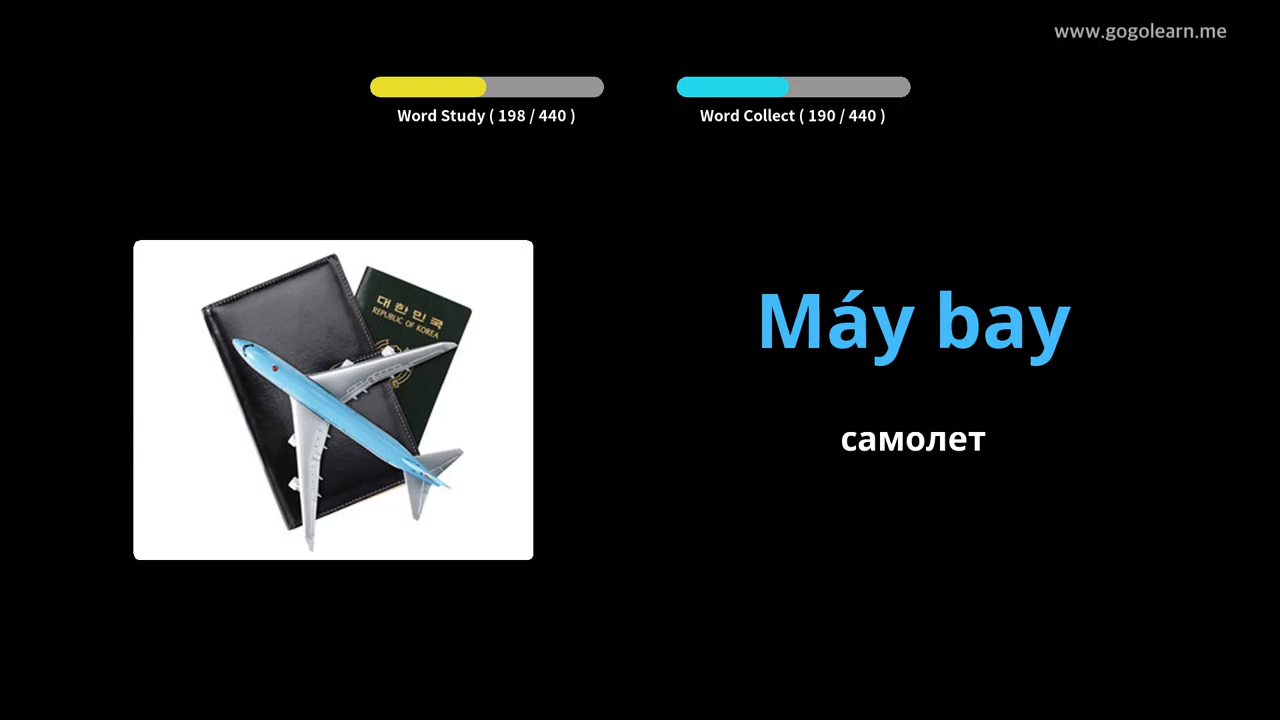 www.gogolearn.me
Word Study ( 198 / 440 )
Word Collect ( 190 / 440 )
대한민국
REPUBLIC OF KOREA
Máy bay
самолет